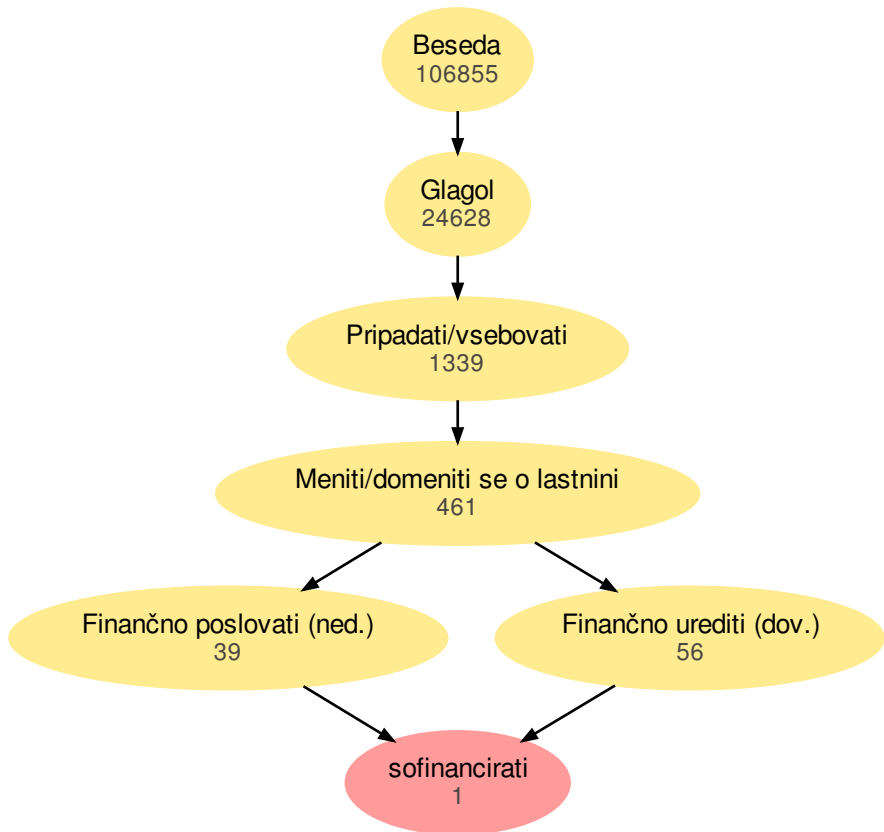 Beseda
106855
Glagol
24628
Pripadati/vsebovati
1339
Meniti/domeniti se o lastnini
461
Finančno poslovati (ned.)
39
Finančno urediti (dov.)
56
sofinancirati
1